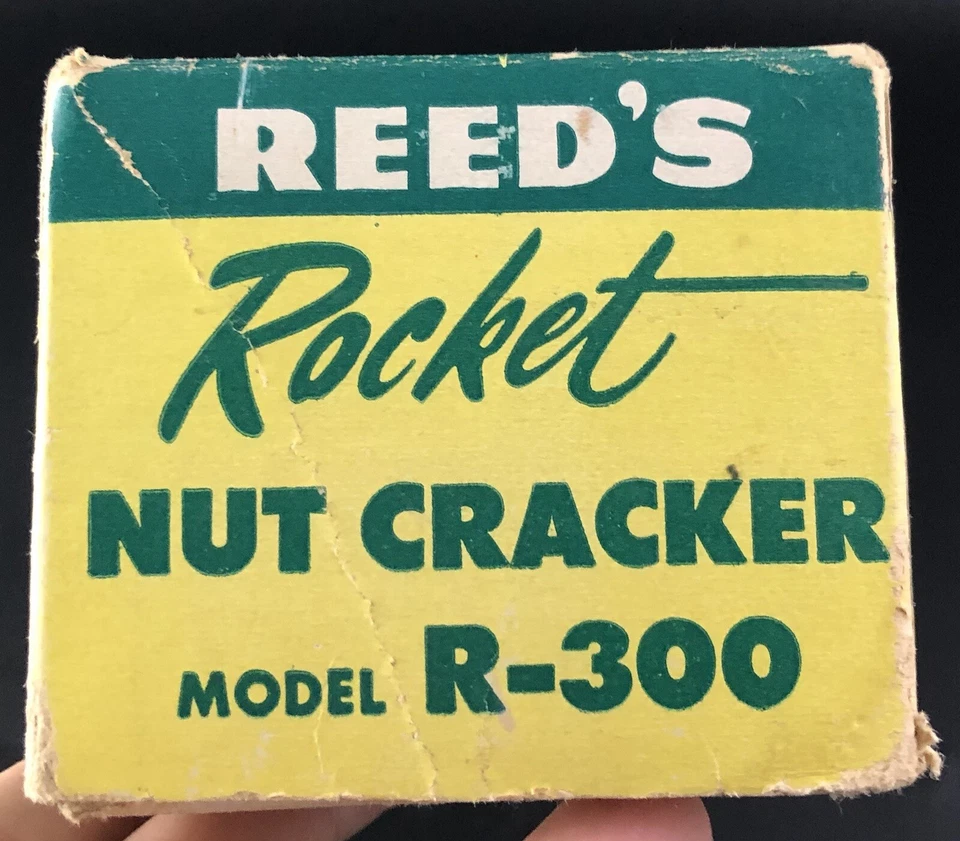 REED'S
Rocket
NUT CRACKER
MODEL R-300